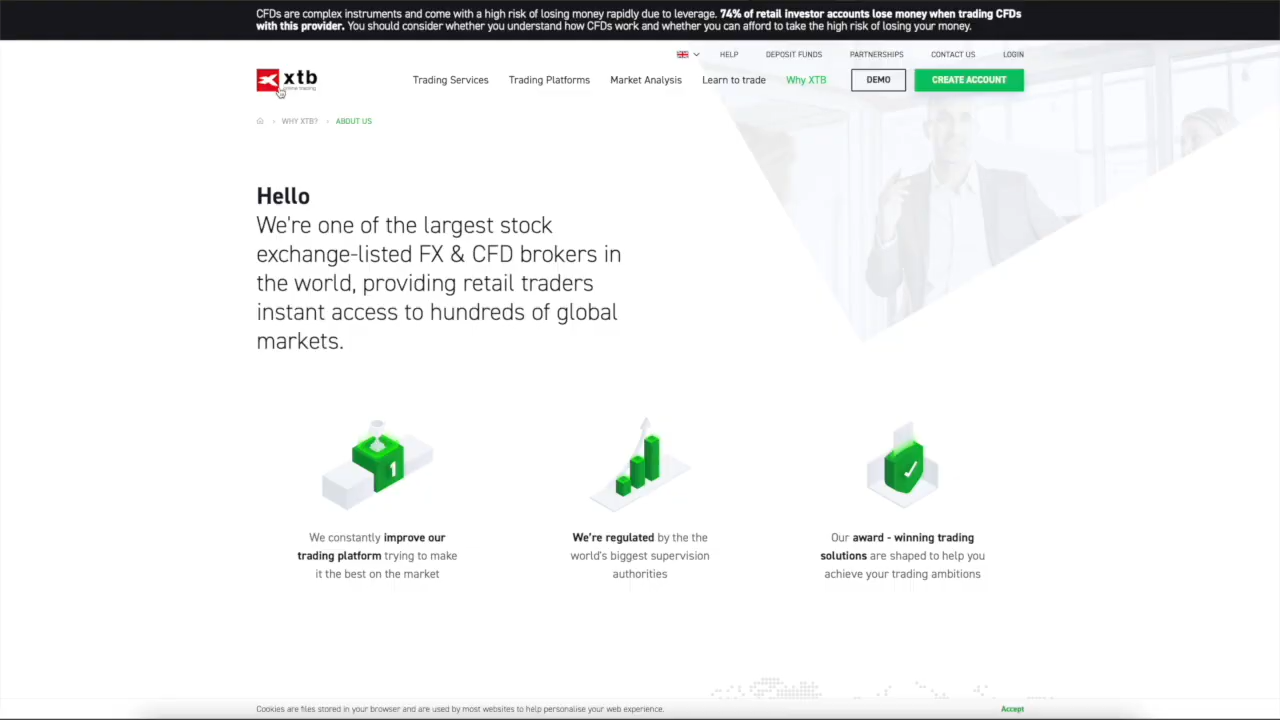 CFDs are complex instruments and come with a high risk of losing money rapidly due to leverage. 74% of retail investor accounts lose money when trading CFDs
with this provider. You should consider whether you understand how CFDs work and whether you can afford to take the high risk of losing your money.
HELP DEPOSIT FUNDS PARTNERSHIPS CONTACT US LOGIN
xtb
online trading
Trading Services Trading Platforms Market Analysis Learn to trade Why XTB DEMO CREATE ACCOUNT
WHY XTB? ABOUT US
Hello
We're one of the largest stock
exchange-listed FX & CFD brokers in
the world, providing retail traders
instant access to hundreds of global
markets.
1
We constantly improve our
trading platform trying to make
it the best on the market
We're regulated by the the
world's biggest supervision
authorities
Our award - winning trading
solutions are shaped to help you
achieve your trading ambitions
Cookies are files stored in your browser and are used by most websites to help personalise your web experience.
Accept